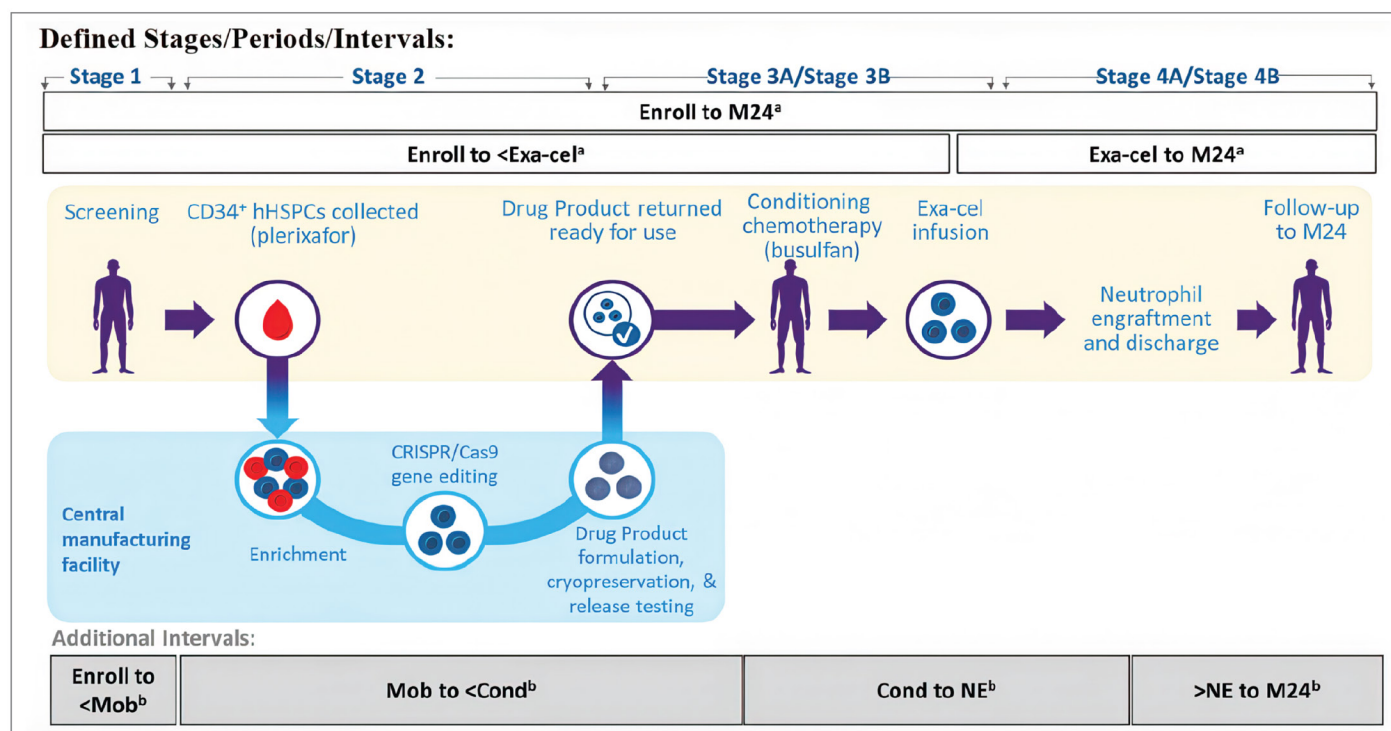 Defined Stages/Periods/Intervals:
Stage 1 Stage 2 Stage 3A/Stage 3B Stage 4A/Stage 4B
Enroll to M24ᵃ
Enroll to <Exa-celᵃ Exa-cel to M24ᵃ
Screening
CD34⁺ hHSPCs collected
(plerixafor)
Drug Product returned
ready for use
Conditioning
chemotherapy
(busulfan)
Exa-cel
infusion
Neutrophil
engraftment
and discharge
Follow-up
to M24
Central
manufacturing
facility
Enrichment
CRISPR/Cas9
gene editing
Drug Product
formulation,
cryopreservation, &
release testing
Additional Intervals:
Enroll to
<Mobᵇ
Mob to <Condᵇ
Cond to NEᵇ
>NE to M24ᵇ